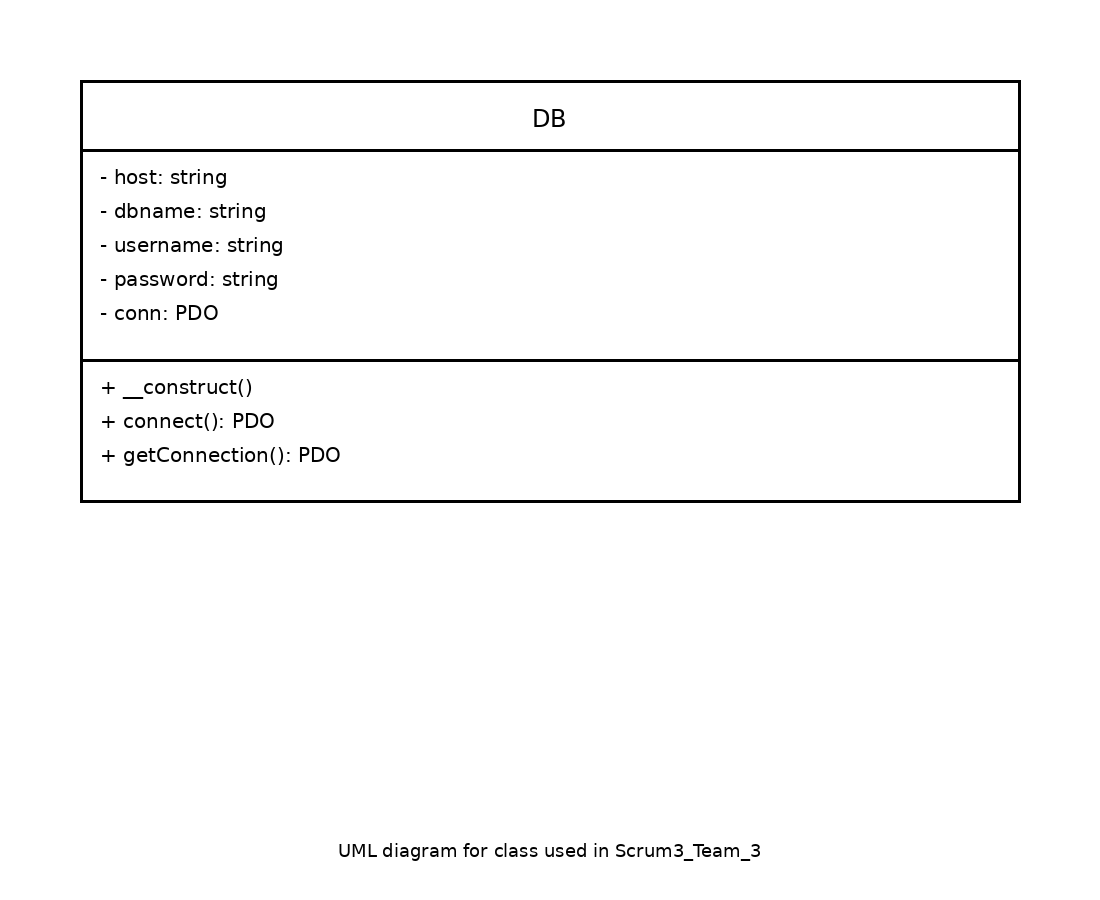 DB
- host: string
- dbname: string
- username: string
- password: string
- conn: PDO
+ __construct()
+ connect(): PDO
+ getConnection(): PDO
UML diagram for class used in Scrum3_Team_3